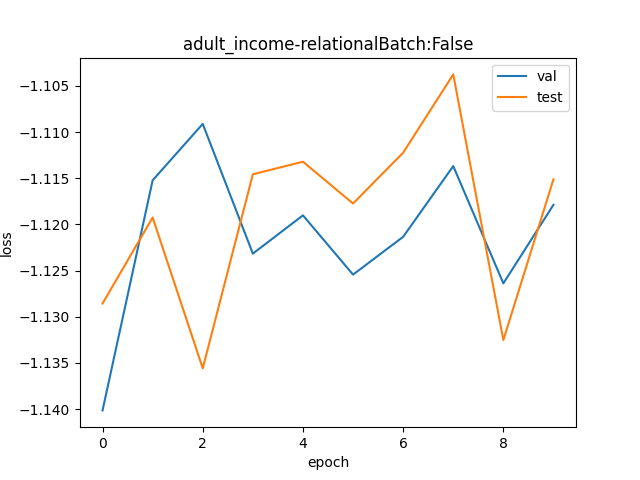 adult_income-relationalBatch:False
−1.105
−1.110
−1.115
−1.120
−1.125
−1.130
−1.135
−1.140
loss
val
test
0
2
4
6
8
epoch